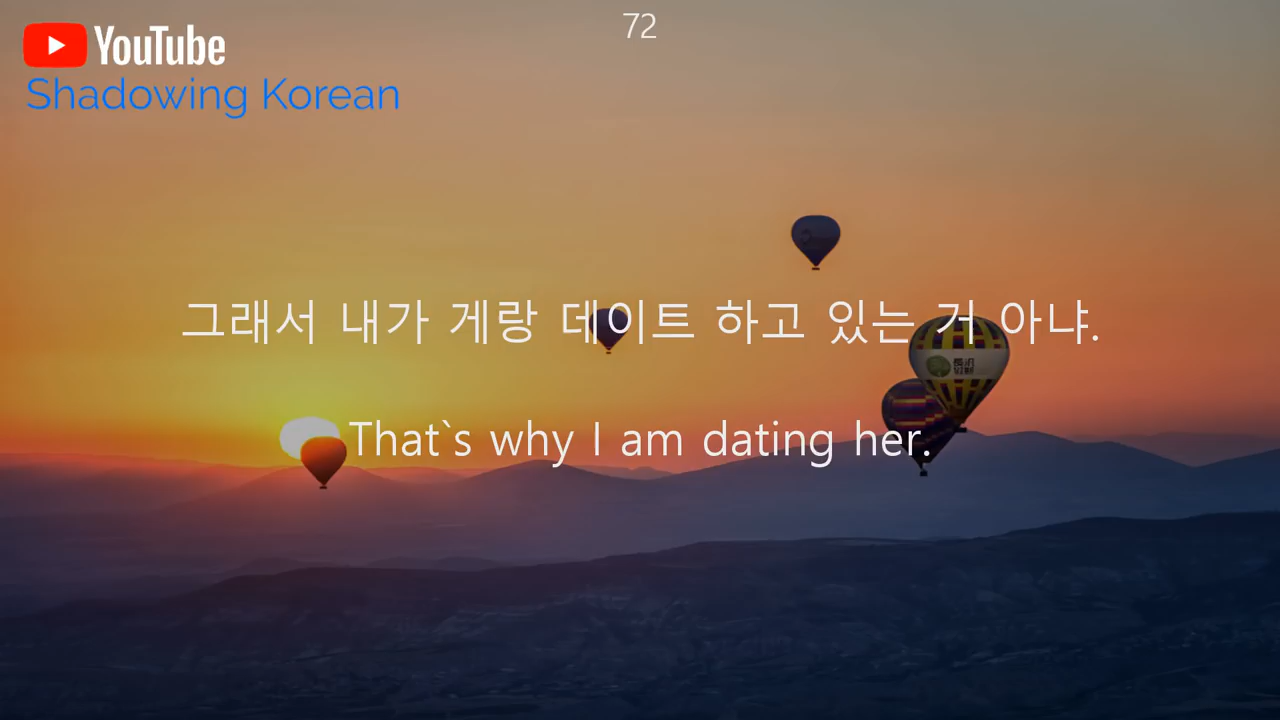 72
YouTube
Shadowing Korean
그래서 내가 게랑 데이트 하고 있는 거 아냐.
That`s why I am dating her.